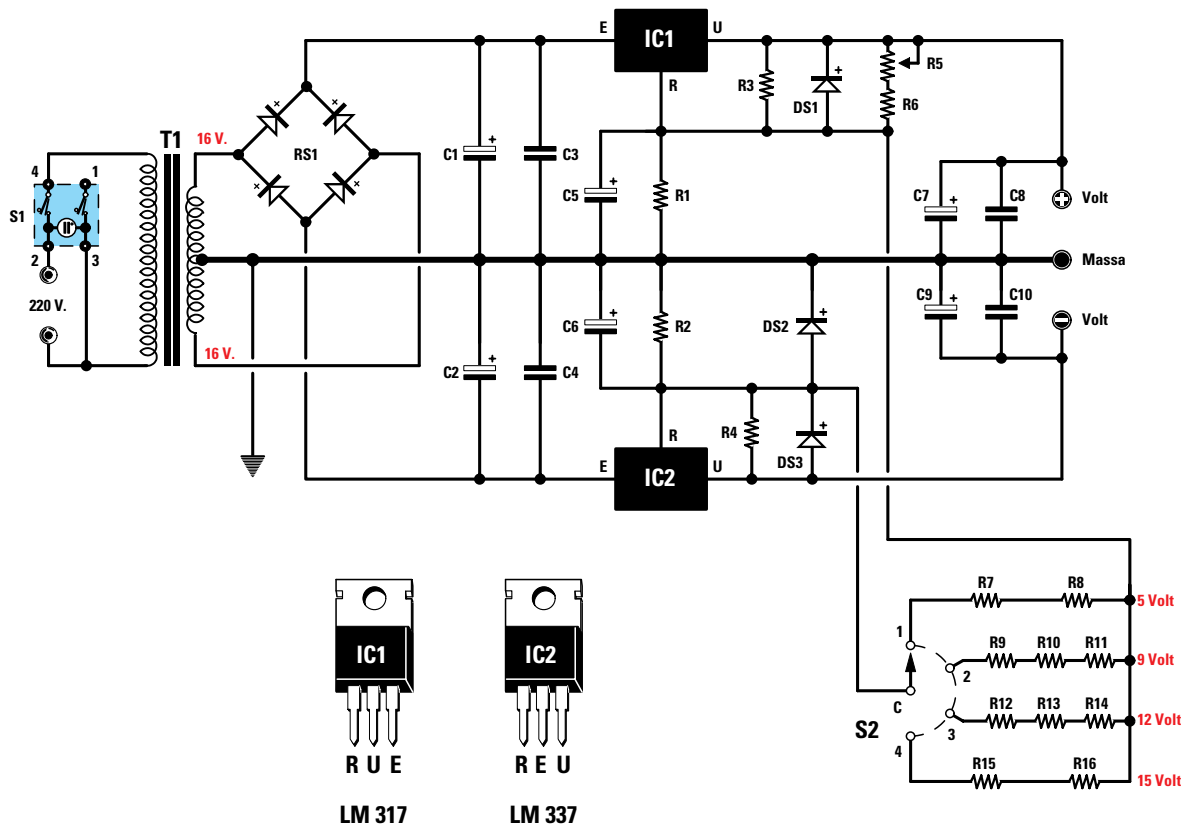 E IC1 U
R
R3
DS1 +
R5
R6
T1
16 V.
RS1
C1 +
C3
C5 +
R1
4 1
S1
2 3
220 V.
16 V.
C7 +
C8
Volt
Massa
C9 +
C10
Volt
C6 +
R2
DS2 +
C2 +
C4
R
R4
DS3 +
E IC2 U
R7 R8 5 Volt
1
R9 R10 R11 9 Volt
2
C
R12 R13 R14 12 Volt
S2
3
4
R15 R16 15 Volt
IC1
R U E
LM 317
IC2
R E U
LM 337